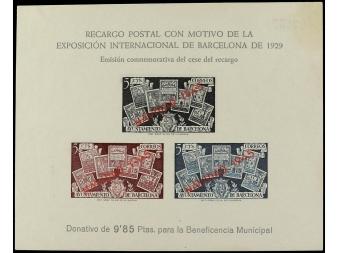 RECARGO POSTAL CON MOTIVO DE LA
EXPOSICIÓN INTERNACIONAL DE BARCELONA DE 1929
Emisión conmemorativa del cese del recargo
5 CTS. CORREOS
AYUNTAMIENTO DE BARCELONA
5 CTS. CORREOS
AYUNTAMIENTO DE BARCELONA
5 CTS. CORREOS
AYUNTAMIENTO DE BARCELONA
Donativo de 9'85 Ptas. para la Beneficencia Municipal